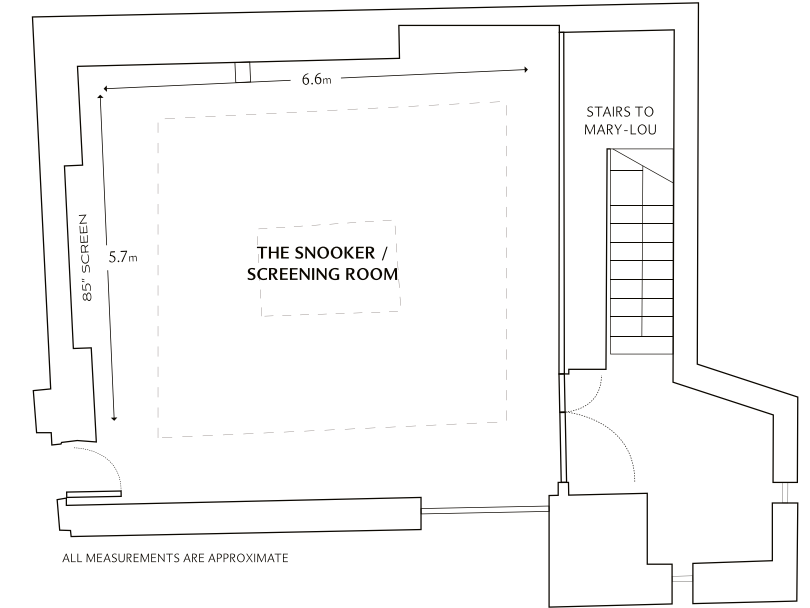 6.6m
STAIRS TO
MARY-LOU
85" SCREEN
5.7m
THE SNOOKER /
SCREENING ROOM
ALL MEASUREMENTS ARE APPROXIMATE